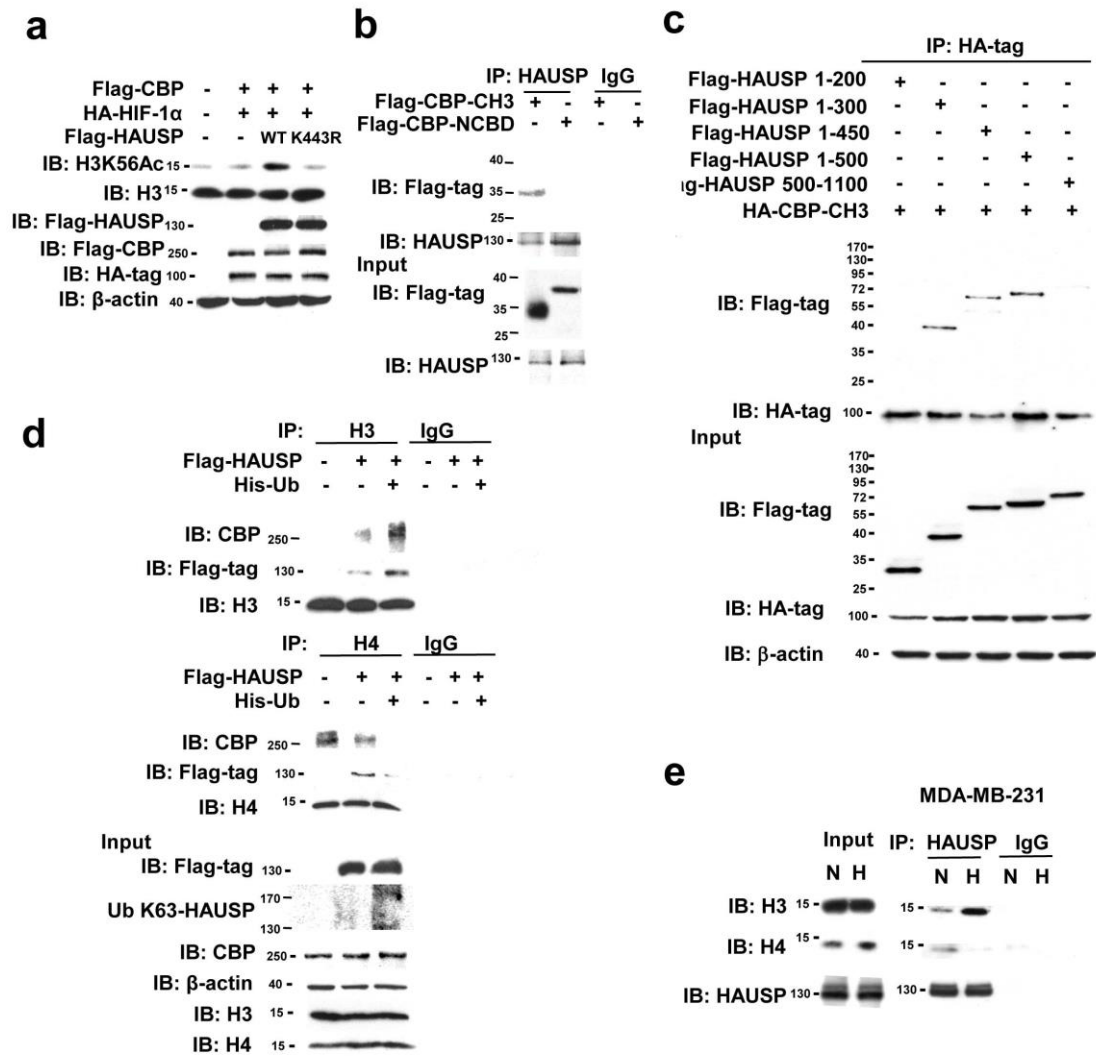 a
Flag-CBP - + + +
HA-HIF-1α - + + +
Flag-HAUSP - - WT K443R
IB: H3K56Ac 15
IB: H3 15
IB: Flag-HAUSP 130
IB: Flag-CBP 250
IB: HA-tag 100
IB: β-actin 40
b
IP: HAUSP IgG
Flag-CBP-CH3 + - + -
Flag-CBP-NCBD - + - +
40
IB: Flag-tag 35
IB: HAUSP 130
Input
40
IB: Flag-tag
35
25
IB: HAUSP 130
c
IP: HA-tag
Flag-HAUSP 1-200 + - - - -
Flag-HAUSP 1-300 - + - - -
Flag-HAUSP 1-450 - - + - -
Flag-HAUSP 1-500 - - - + -
ag-HAUSP 500-1100 - - - - +
HA-CBP-CH3 + + + + +
170
130
95
72
IB: Flag-tag
55
40
35
25
IB: HA-tag 100
Input
170
130
95
72
IB: Flag-tag 55
40
35
25
IB: HA-tag 100
IB: β-actin 40
d
IP: H3 IgG
Flag-HAUSP - + + - + +
His-Ub - - + - - +
IB: CBP 250
IB: Flag-tag 130
IB: H3 15
IP: H4 IgG
Flag-HAUSP - + + - + +
His-Ub - - + - - +
IB: CBP 250
IB: Flag-tag 130
IB: H4 15
Input
IB: Flag-tag 130
170
Ub K63-HAUSP
130
IB: CBP 250
IB: β-actin 40
IB: H3 15
IB: H4 15
e
MDA-MB-231
Input IP: HAUSP IgG
N H N H N H
IB: H3 15 15
IB: H4 15 15
IB: HAUSP 130 130